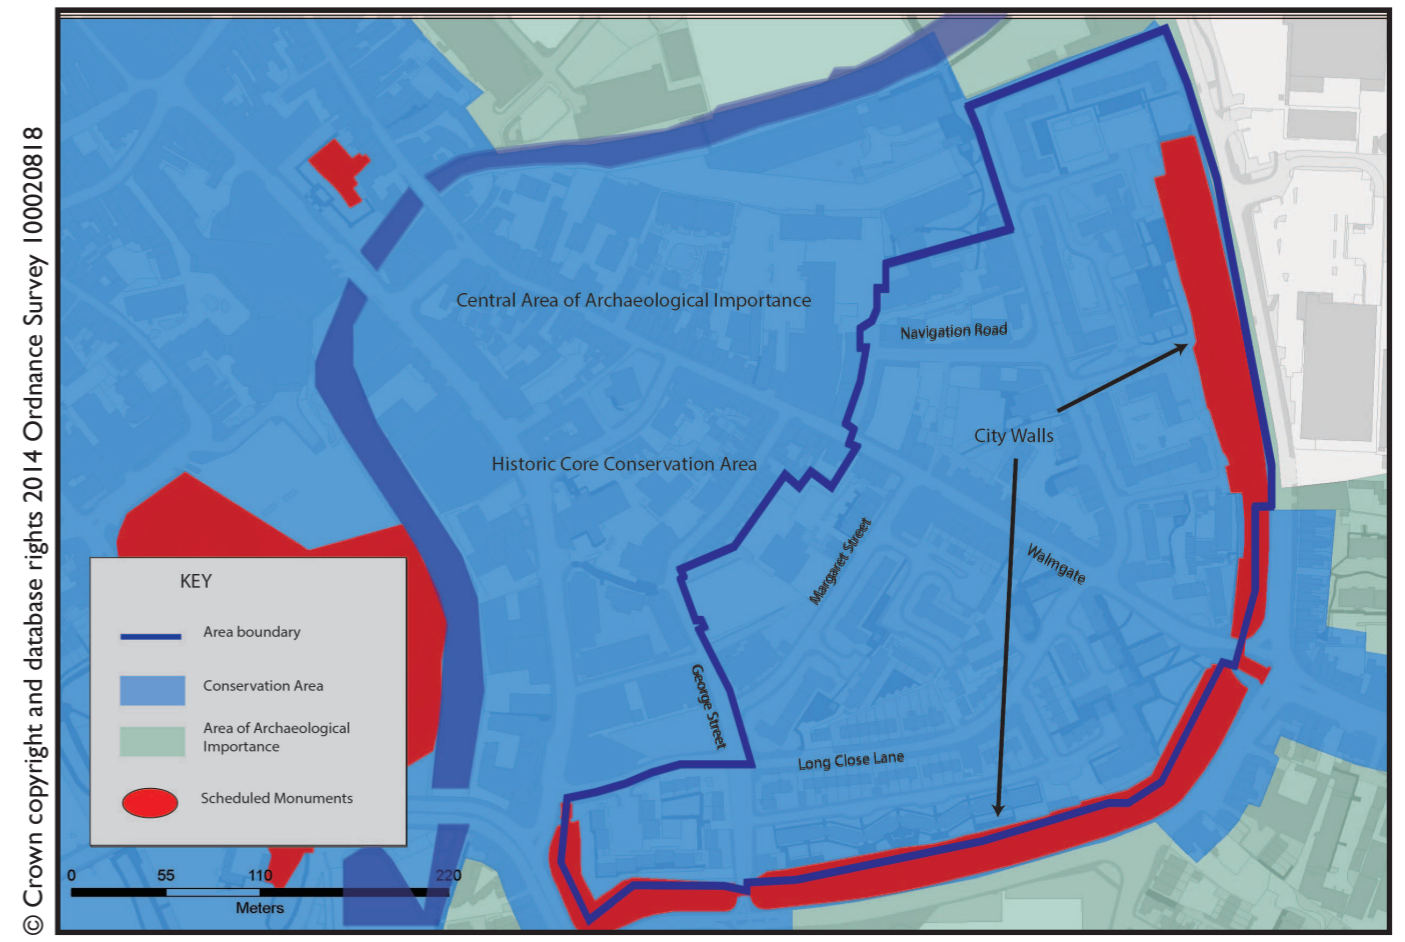 © Crown copyright and database rights 2014 Ordnance Survey 100020818
Central Area of Archaeological Importance
Navigation Road
City Walls
Historic Core Conservation Area
Margaret Street
Walmgate
George Street
Long Close Lane
KEY
Area boundary
Conservation Area
Area of Archaeological
Importance
Scheduled Monuments
0 55 110 220
Meters